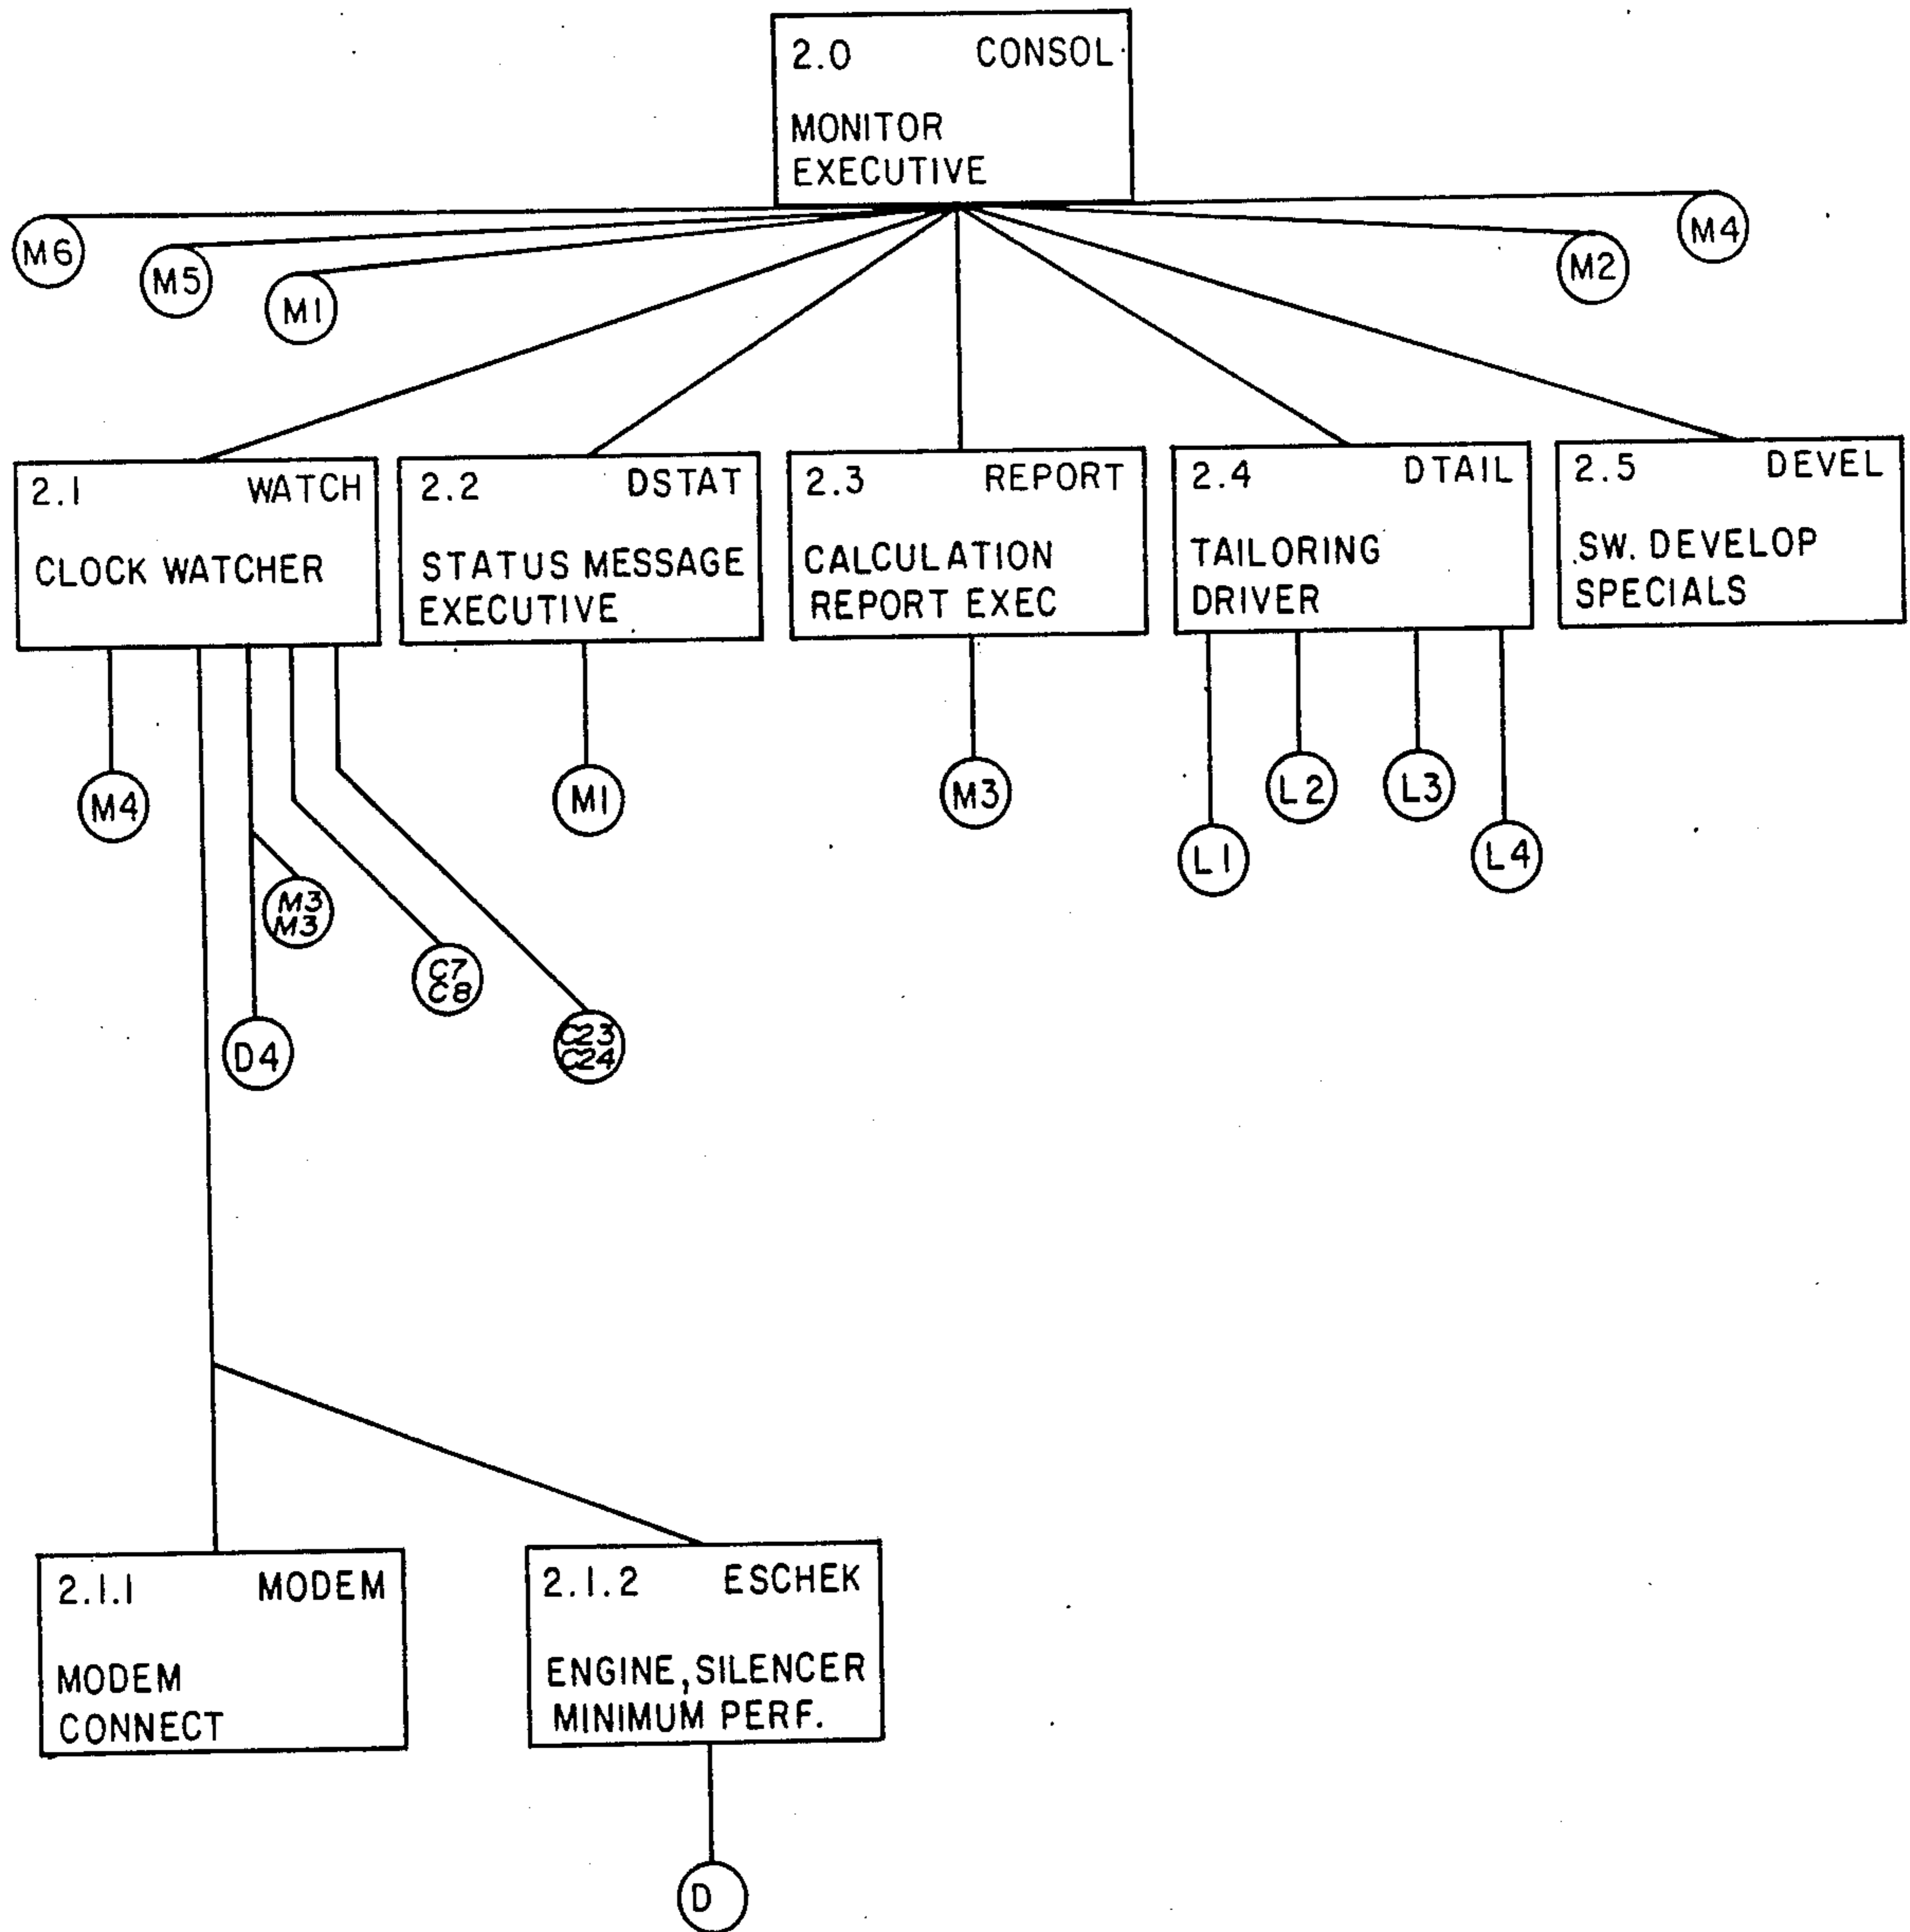 2.0 CONSOL
MONITOR
EXECUTIVE
M6
M5
M1
M2
M4
2.1 WATCH
CLOCK WATCHER
2.2 DSTAT
STATUS MESSAGE
EXECUTIVE
2.3 REPORT
CALCULATION
REPORT EXEC
2.4 DTAIL
TAILORING
DRIVER
2.5 DEVEL
SW. DEVELOP
SPECIALS
M4
M1
M3
L1
L2
L3
L4
M3
M3
C7
C8
C23
C24
D4
2.1.1 MODEM
MODEM
CONNECT
2.1.2 ESCHEK
ENGINE, SILENCER
MINIMUM PERF.
D